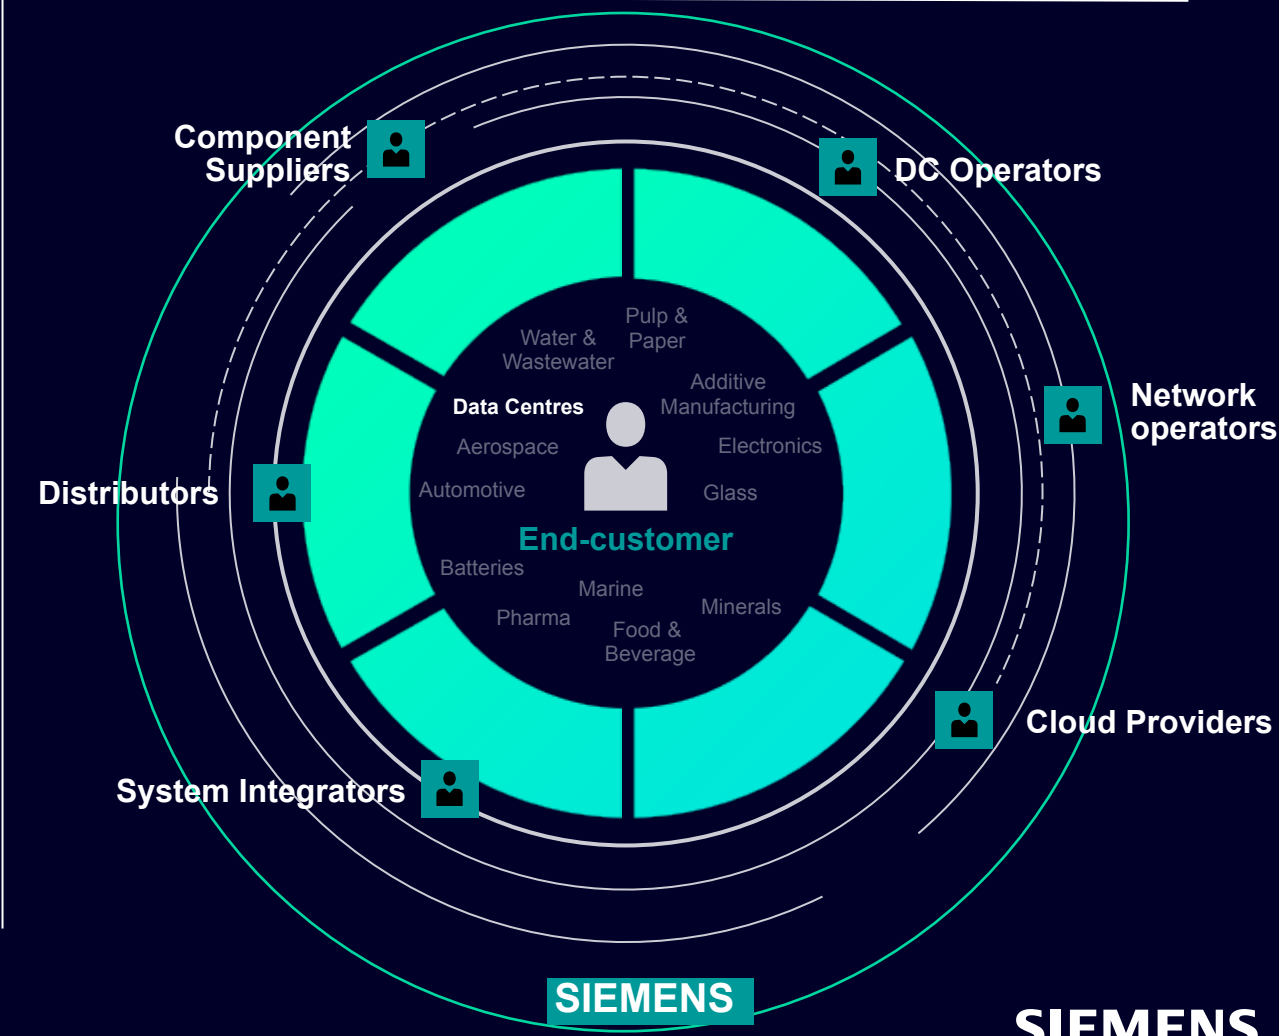 Component
Suppliers
DC Operators
Pulp &
Paper
Water &
Wastewater
Additive
Manufacturing
Data Centres
Aerospace
Electronics
Automotive
Glass
Network
operators
Distributors
End-customer
Batteries
Marine
Minerals
Pharma
Food &
Beverage
Cloud Providers
System Integrators
SIEMENS
SIEMENS